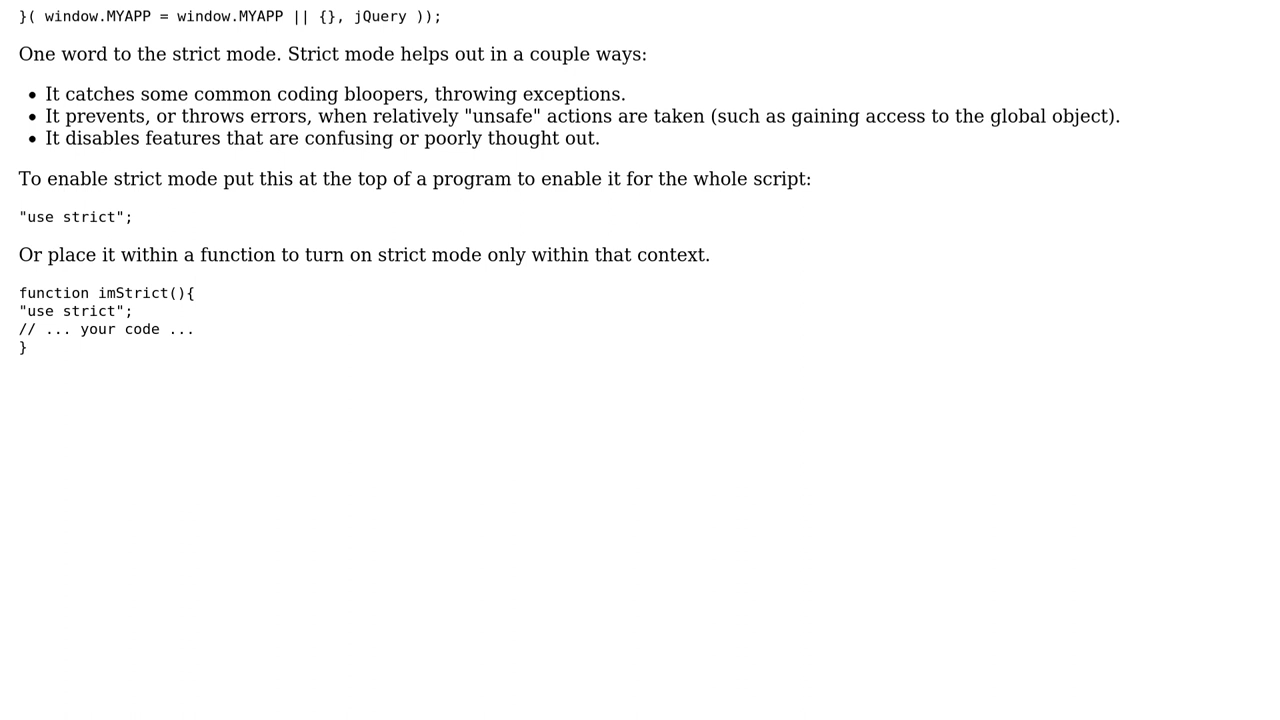 }( window.MYAPP = window.MYAPP || {}, jQuery ));
One word to the strict mode. Strict mode helps out in a couple ways:
• It catches some common coding bloopers, throwing exceptions.
• It prevents, or throws errors, when relatively "unsafe" actions are taken (such as gaining access to the global object).
• It disables features that are confusing or poorly thought out.
To enable strict mode put this at the top of a program to enable it for the whole script:
"use strict";
Or place it within a function to turn on strict mode only within that context.
function imStrict(){
"use strict";
// ... your code ...
}